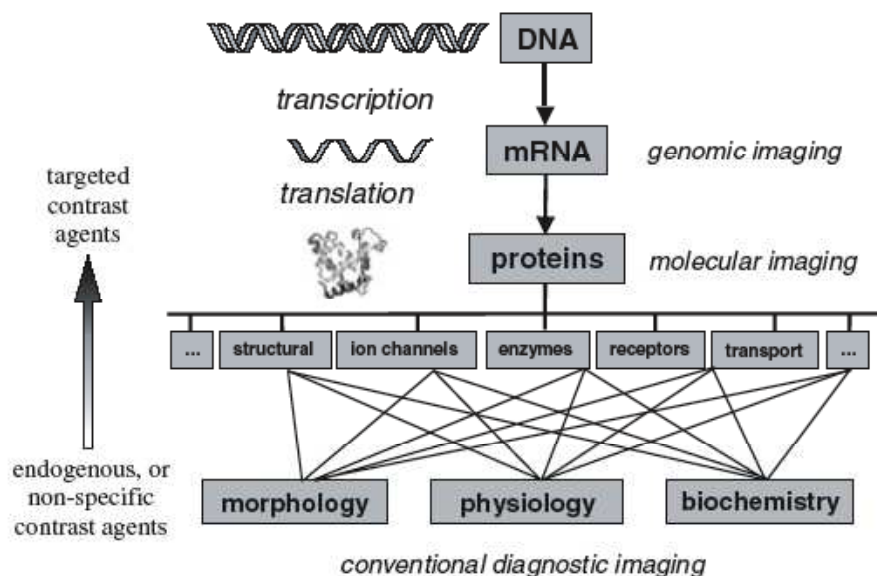 DNA
transcription
mRNA
genomic imaging
translation
targeted
contrast
agents
proteins
molecular imaging
...
structural
ion channels
enzymes
receptors
transport
...
endogenous, or
non-specific
contrast agents
morphology
physiology
biochemistry
conventional diagnostic imaging